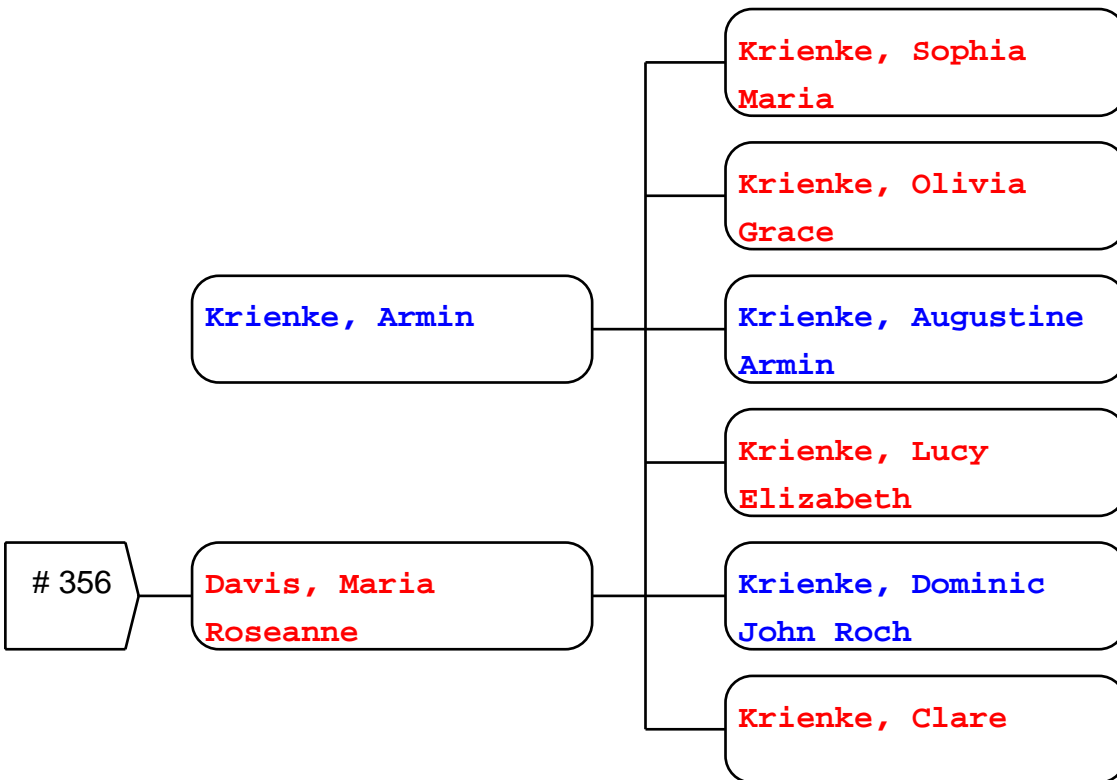 Krienke, Sophia
Maria
Krienke, Olivia
Grace
Krienke, Armin
Krienke, Augustine
Armin
Krienke, Lucy
Elizabeth
# 356
Davis, Maria
Roseanne
Krienke, Dominic
John Roch
Krienke, Clare